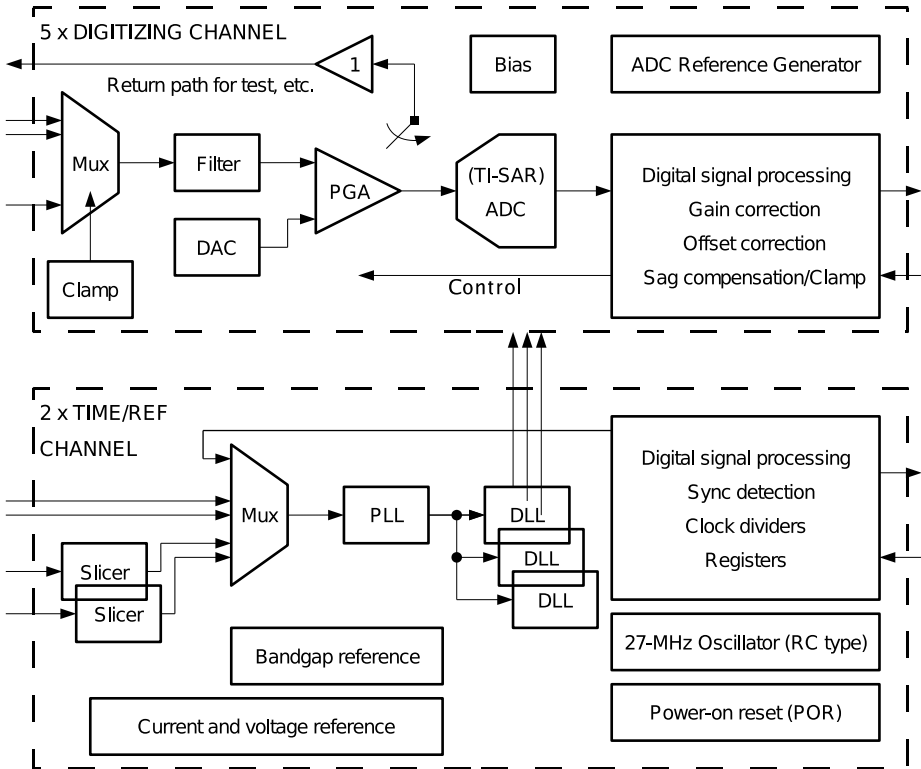 5 x DIGITIZING CHANNEL
1
Return path for test, etc.
Bias
ADC Reference Generator
Mux
Filter
PGA
(TI-SAR)
ADC
DAC
Clamp
Digital signal processing
Gain correction
Offset correction
Sag compensation/Clamp
Control
2 x TIME/REF
CHANNEL
Mux
PLL
DLL
DLL
DLL
Slicer
Slicer
Digital signal processing
Sync detection
Clock dividers
Registers
Bandgap reference
27-MHz Oscillator (RC type)
Current and voltage reference
Power-on reset (POR)